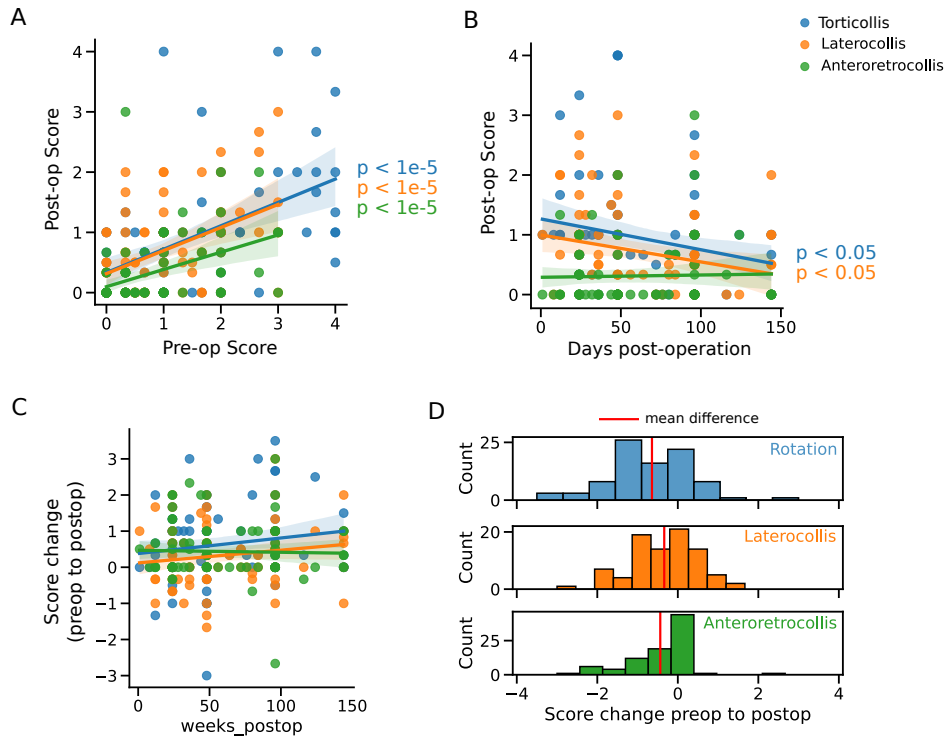 A
Post-op Score
4
3
2
1
0
p < 1e-5
p < 1e-5
p < 1e-5
0 1 2 3 4
Pre-op Score
B
Torticollis
Laterocollis
Anteroretrocollis
Post-op Score
4
3
2
1
0
p < 0.05
p < 0.05
0 50 100 150
Days post-operation
C
Score change
(preop to postop)
3
2
1
0
−1
−2
−3
0 50 100 150
weeks_postop
D
mean difference
Count
25
0
Rotation
Count
20
0
Laterocollis
Count
25
0
Anteroretrocollis
−4 −2 0 2 4
Score change preop to postop